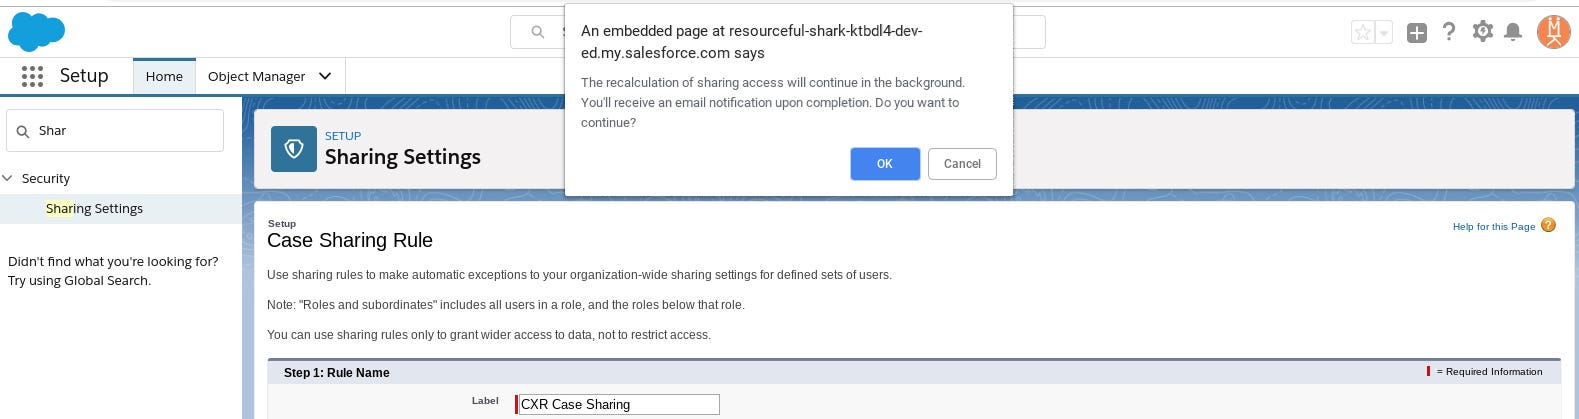 An embedded page at resourceful-shark-ktbdl4-dev-
ed.my.salesforce.com says
The recalculation of sharing access will continue in the background.
You'll receive an email notification upon completion. Do you want to
continue?
OK
Cancel
Setup
Home
Object Manager
Shar
Security
Sharing Settings
Didn't find what you're looking for?
Try using Global Search.
SETUP
Sharing Settings
Setup
Case Sharing Rule
Help for this Page
Use sharing rules to make automatic exceptions to your organization-wide sharing settings for defined sets of users.
Note: "Roles and subordinates" includes all users in a role, and the roles below that role.
You can use sharing rules only to grant wider access to data, not to restrict access.
Step 1: Rule Name
= Required Information
Label
CXR Case Sharing